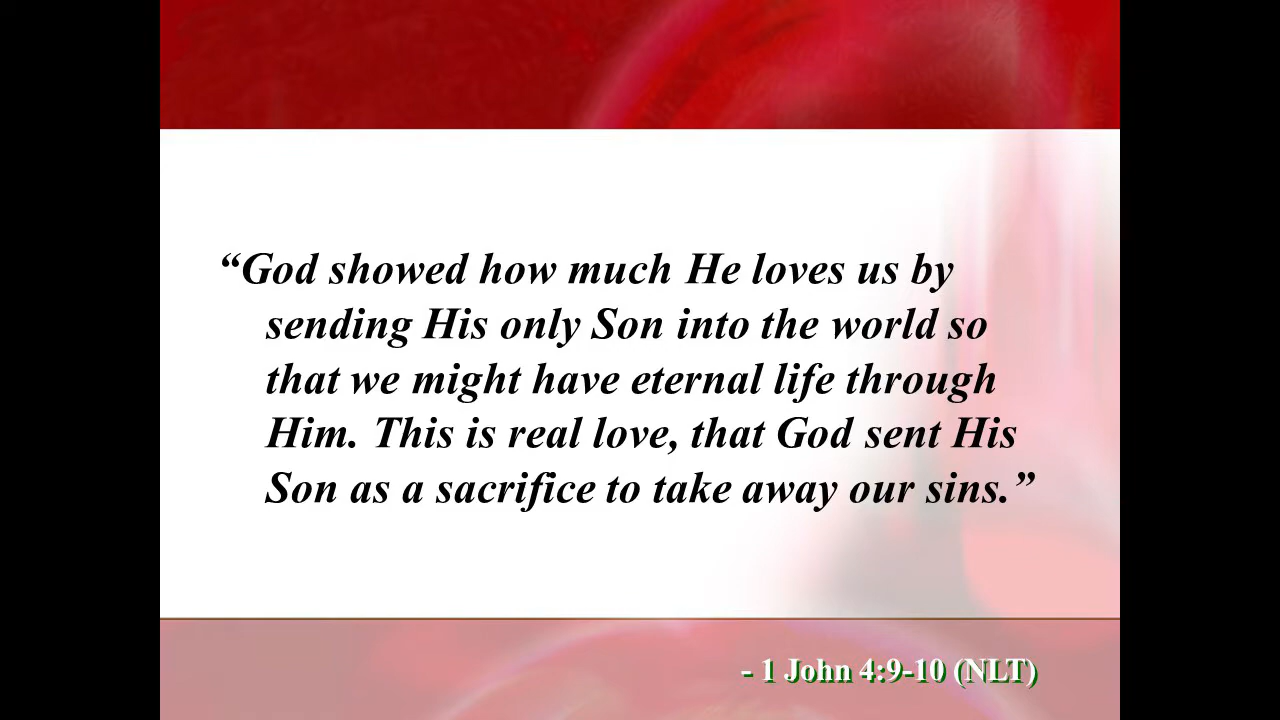 “God showed how much He loves us by
sending His only Son into the world so
that we might have eternal life through
Him. This is real love, that God sent His
Son as a sacrifice to take away our sins.”
- 1 John 4:9-10 (NLT)